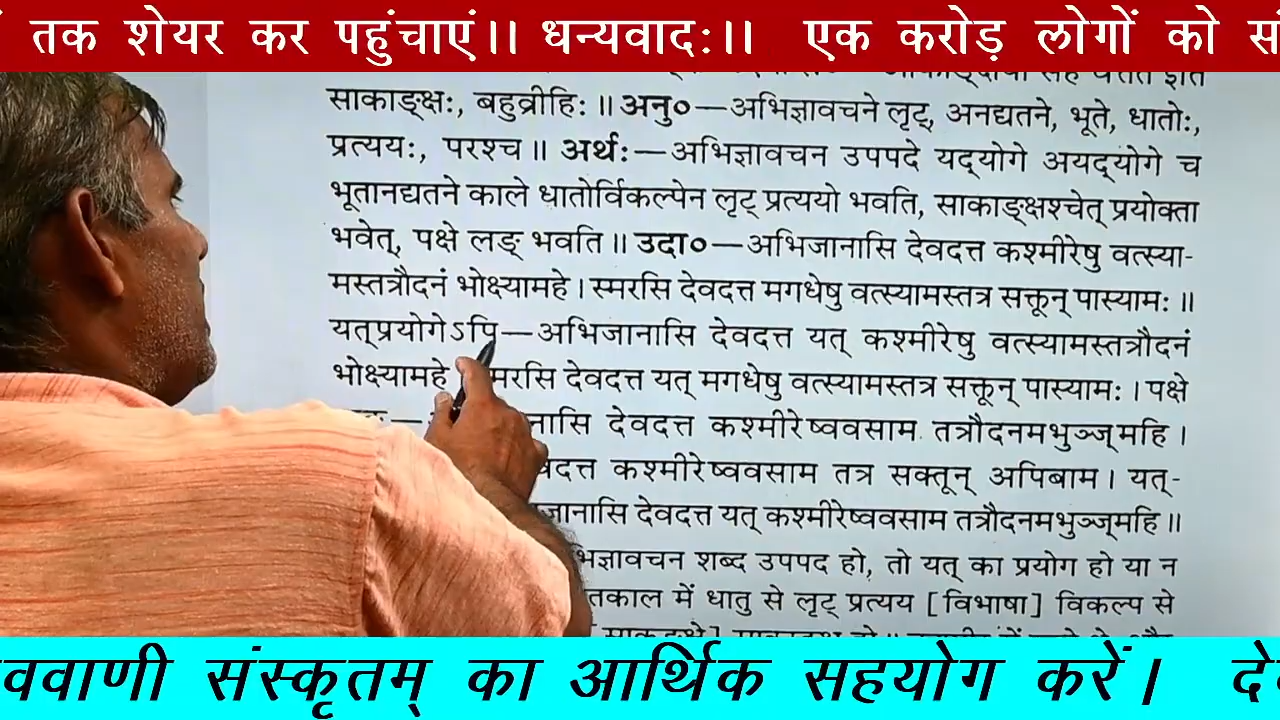 तक शेयर कर पहुंचाएं।। धन्यवादः।। एक करोड़ लोगों को
साकाङ्क्षः, बहुव्रीहिः ॥ अनु०—अभिज्ञावचने लृट्, अनद्यतने, भूते, धातोः,
प्रत्ययः, परश्च ॥ अर्थः—अभिज्ञावचन उपपदे यद्योगे अयद्योगे च
भूतानद्यतने काले धातोर्विकल्पेन लृट् प्रत्ययो भवति, साकाङ्क्षश्चेत् प्रयोक्ता
भवेत्, पक्षे लङ् भवति ॥ उदा०—अभिजानासि देवदत्त कश्मीरेषु वत्स्या-
मस्तत्रौदनं भोक्ष्यामहे । स्मरसि देवदत्त मगधेषु वत्स्यामस्तत्र सक्तून् पास्यामः ॥
यत्प्रयोगेऽपि—अभिजानासि देवदत्त यत् कश्मीरेषु वत्स्यामस्तत्रौदनं
भोक्ष्यामहे देवदत्त यत् मगधेषु वत्स्यामस्तत्र सक्तून् पास्यामः । पक्षे
देवदत्त कश्मीरेष्ववसाम तत्रौदनमभुञ्ज्महि ।
कश्मीरेष्ववसाम तत्र सक्तून् अपिबाम । यत्-
देवदत्त यत् कश्मीरेष्ववसाम तत्रौदनमभुञ्ज्महि ॥
शब्द उपपद हो, तो यत् का प्रयोग हो या न
में धातु से लृट् प्रत्यय [विभाषा] विकल्प से
संस्कृतम् का आर्थिक सहयोग करें।